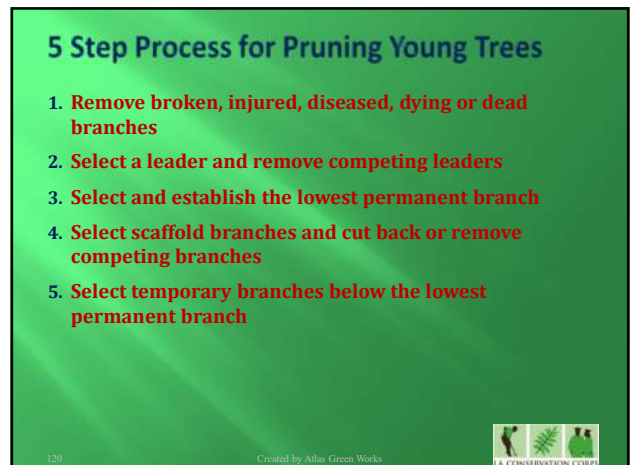 5 Step Process for Pruning Young Trees
1. Remove broken, injured, diseased, dying or dead
branches
2. Select a leader and remove competing leaders
3. Select and establish the lowest permanent branch
4. Select scaffold branches and cut back or remove
competing branches
5. Select temporary branches below the lowest
permanent branch
120
Created by Atlas Green Works
LA CONSERVATION CORPS